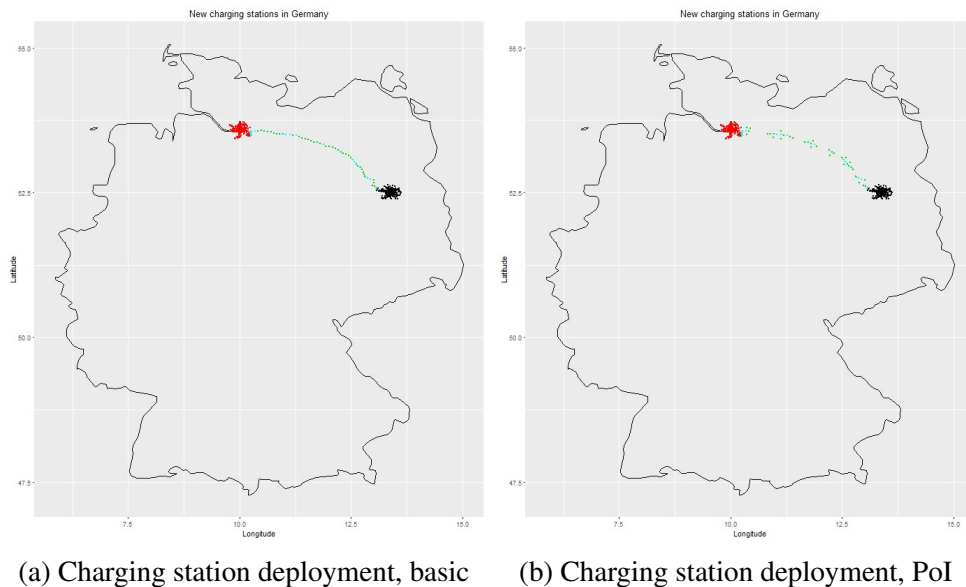 New charging stations in Germany
55.0
52.5
50.0
47.5
Latitude
7.5 10.0 12.5 15.0
Longitude
New charging stations in Germany
55.0
52.5
50.0
47.5
Latitude
7.5 10.0 12.5 15.0
Longitude
(a) Charging station deployment, basic
(b) Charging station deployment, PoI